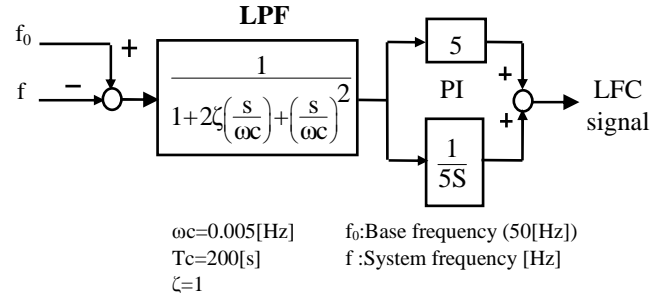 LPF
f₀
+
f
−
1
1+2ζ(s/ωc)+(s/ωc)²
5
PI
1
5S
+
+
LFC
signal
ωc=0.005[Hz] f₀:Base frequency (50[Hz])
Tc=200[s] f :System frequency [Hz]
ζ=1